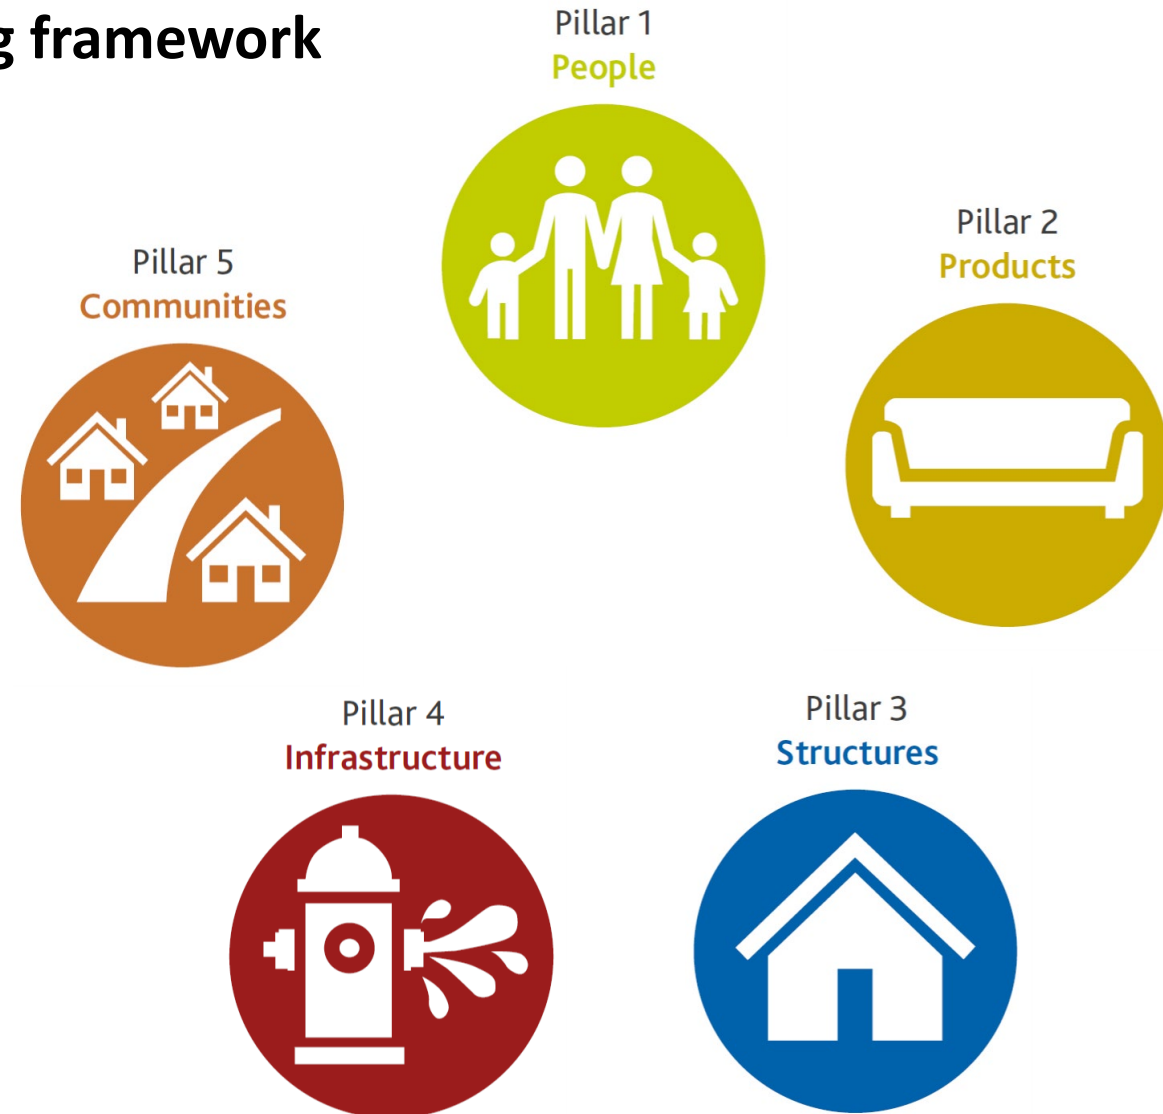 framework
Pillar 1
People
Pillar 2
Products
Pillar 5
Communities
Pillar 4
Infrastructure
Pillar 3
Structures